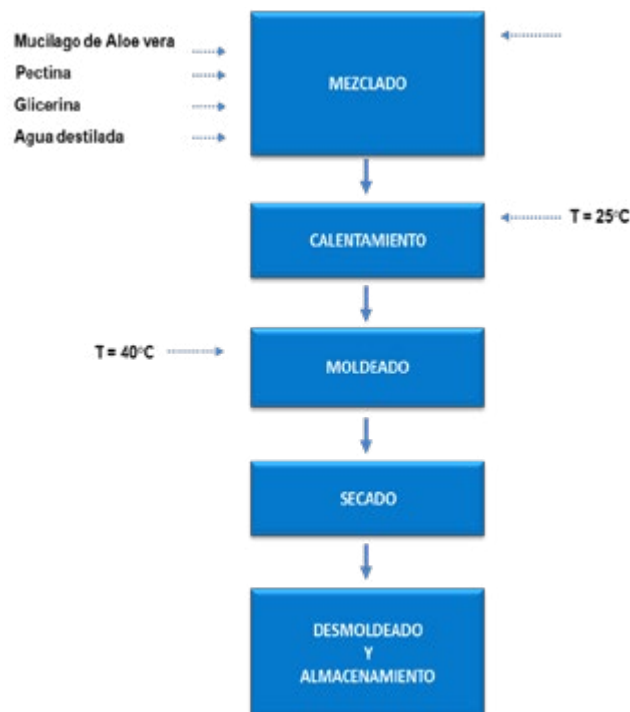 Mucilago de Aloe vera
Pectina
Glicerina
Agua destilada
MEZCLADO
CALENTAMIENTO
T = 25°C
T = 40°C
MOLDEADO
SECADO
DESMOLDEADO
Y
ALMACENAMIENTO